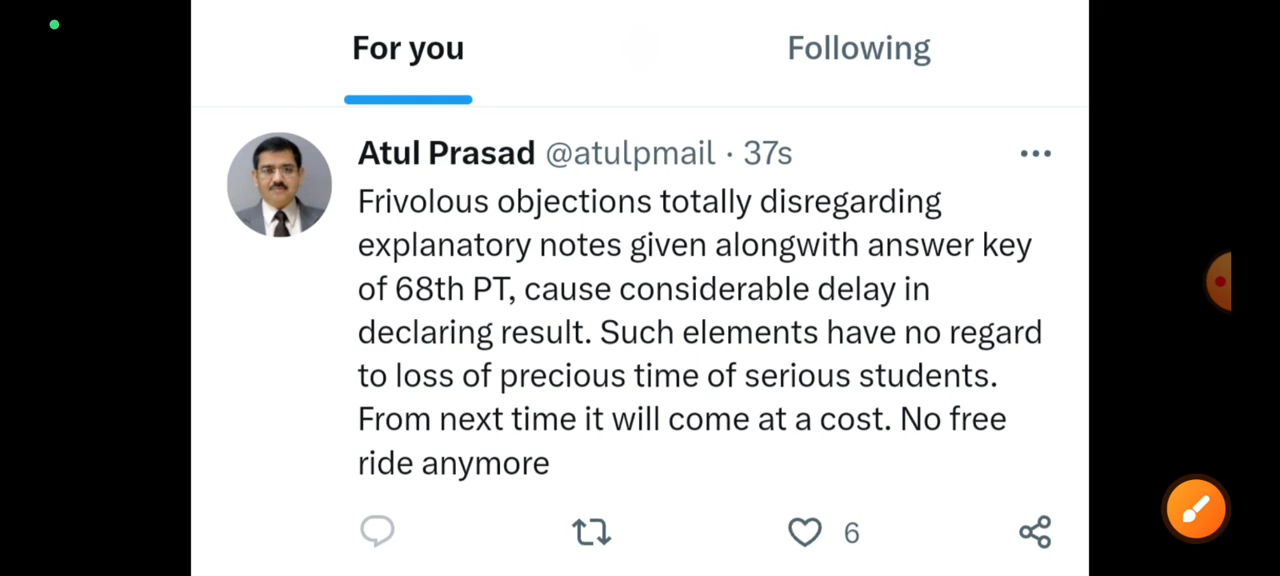 For you Following
Atul Prasad @atulpmail · 37s
Frivolous objections totally disregarding
explanatory notes given alongwith answer key
of 68th PT, cause considerable delay in
declaring result. Such elements have no regard
to loss of precious time of serious students.
From next time it will come at a cost. No free
ride anymore
6